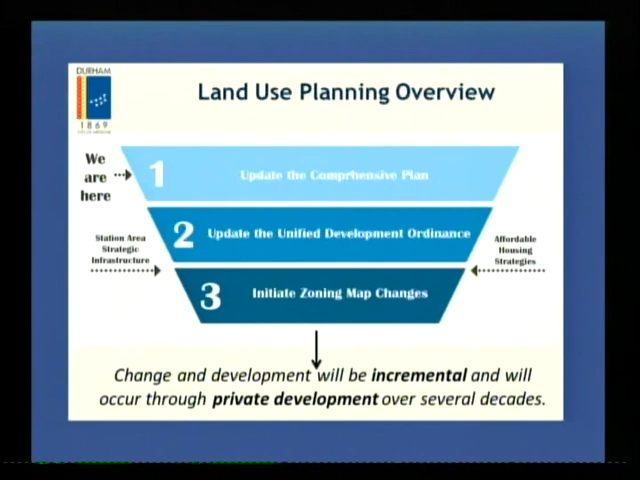 DURHAM
1869
Land Use Planning Overview
We
are
here
1
Update the Comprhensive Plan
2
Update the Unified Development Ordinance
Station Area
Strategic
Infrastructure
Affordable
Housing
Strategies
3
Initiate Zoning Map Changes
Change and development will be incremental and will
occur through private development over several decades.